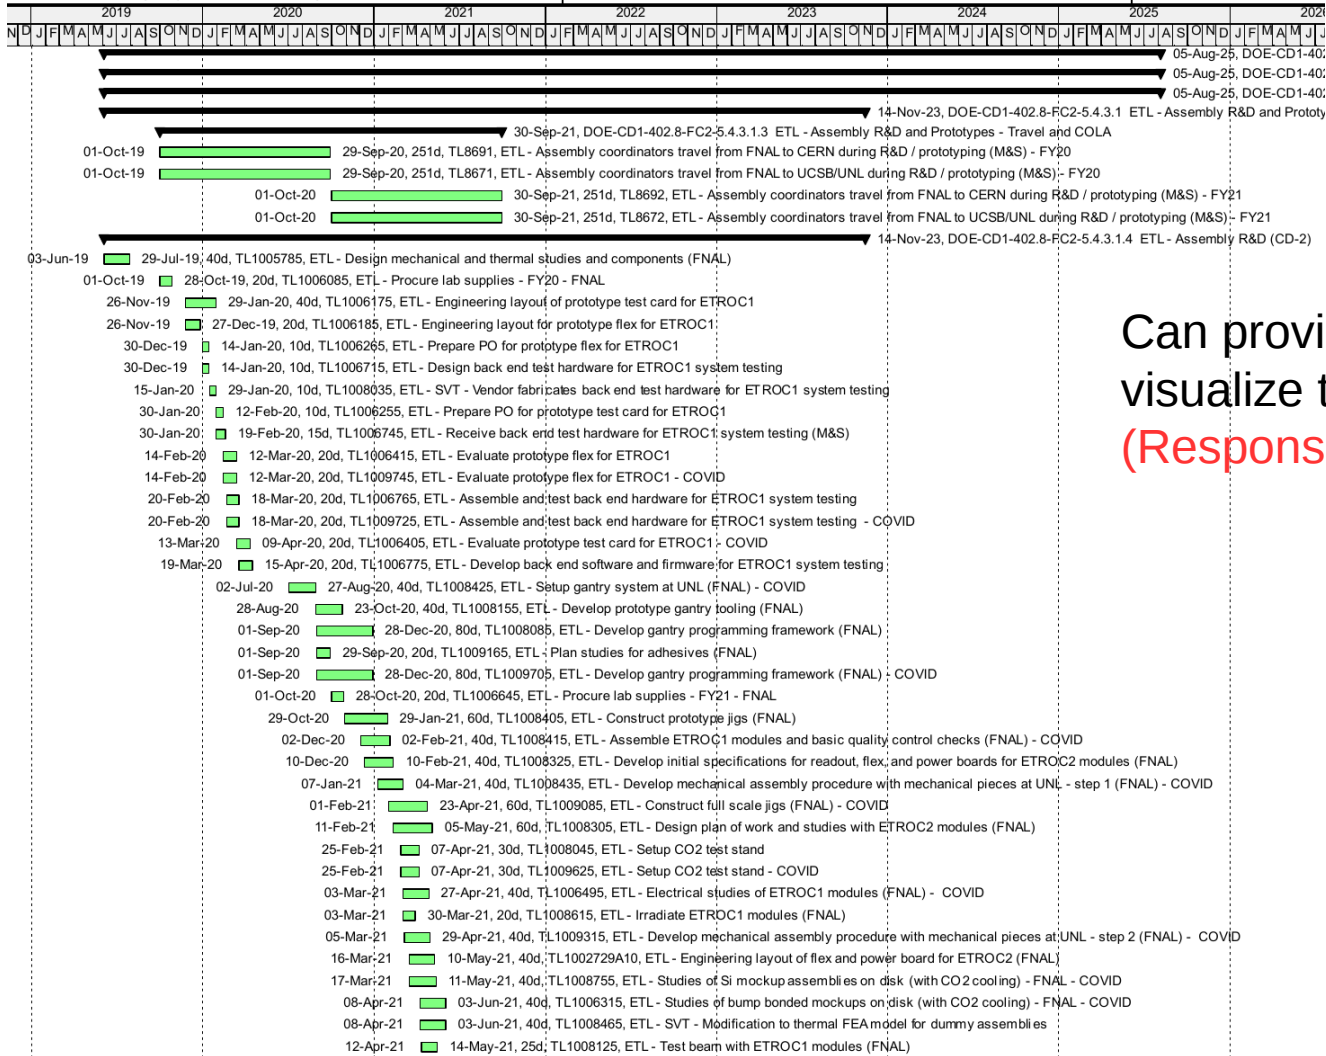 2019 2020 2021 2022 2023 2024 2025 2026
N D J F M A M J J A S O N D J F M A M J J A S O N D J F M A M J J A S O N D J F M A M J J A S O N D J F M A M J J A S O N D J F M A M J J A S O N D J F M A M J J A S O N D J F M A M J
05-Aug-25, DOE-CD1-402
05-Aug-25, DOE-CD1-402
05-Aug-25, DOE-CD1-402
14-Nov-23, DOE-CD1-402.8-FC2-5.4.3.1 ETL - Assembly R&D and Prototy
30-Sep-21, DOE-CD1-402.8-FC2-5.4.3.1.3 ETL - Assembly R&D and Prototypes - Travel and COLA
01-Oct-19 29-Sep-20, 251d, TL8691, ETL - Assembly coordinators travel from FNAL to CERN during R&D / prototyping (M&S) - FY20
01-Oct-19 29-Sep-20, 251d, TL8671, ETL - Assembly coordinators travel from FNAL to UCSB/UNL during R&D / prototyping (M&S) - FY20
01-Oct-20 30-Sep-21, 251d, TL8692, ETL - Assembly coordinators travel from FNAL to CERN during R&D / prototyping (M&S) - FY21
01-Oct-20 30-Sep-21, 251d, TL8672, ETL - Assembly coordinators travel from FNAL to UCSB/UNL during R&D / prototyping (M&S) - FY21
14-Nov-23, DOE-CD1-402.8-FC2-5.4.3.1.4 ETL - Assembly R&D (CD-2)
03-Jun-19 29-Jul-19, 40d, TL1005785, ETL - Design mechanical and thermal studies and components (FNAL)
01-Oct-19 28-Oct-19, 20d, TL1006085, ETL - Procure lab supplies - FY20 - FNAL
26-Nov-19 29-Jan-20, 40d, TL1006175, ETL - Engineering layout of prototype test card for ETROC1
26-Nov-19 27-Dec-19, 20d, TL1006185, ETL - Engineering layout for prototype flex for ETROC1
30-Dec-19 14-Jan-20, 10d, TL1006265, ETL - Prepare PO for prototype flex for ETROC1
30-Dec-19 14-Jan-20, 10d, TL1006715, ETL - Design back end test hardware for ETROC1 system testing
15-Jan-20 29-Jan-20, 10d, TL1008035, ETL - SVT - Vendor fabricates back end test hardware for ETROC1 system testing
30-Jan-20 12-Feb-20, 10d, TL1006255, ETL - Prepare PO for prototype test card for ETROC1
30-Jan-20 19-Feb-20, 15d, TL1006745, ETL - Receive back end test hardware for ETROC1 system testing (M&S)
14-Feb-20 12-Mar-20, 20d, TL1006415, ETL - Evaluate prototype flex for ETROC1
14-Feb-20 12-Mar-20, 20d, TL1009745, ETL - Evaluate prototype flex for ETROC1 - COVID
20-Feb-20 18-Mar-20, 20d, TL1006765, ETL - Assemble and test back end hardware for ETROC1 system testing
20-Feb-20 18-Mar-20, 20d, TL1009725, ETL - Assemble and test back end hardware for ETROC1 system testing - COVID
13-Mar-20 09-Apr-20, 20d, TL1006405, ETL - Evaluate prototype test card for ETROC1 - COVID
19-Mar-20 15-Apr-20, 20d, TL1006775, ETL - Develop back end software and firmware for ETROC1 system testing
02-Jul-20 27-Aug-20, 40d, TL1008425, ETL - Setup gantry system at UNL (FNAL) - COVID
28-Aug-20 23-Oct-20, 40d, TL1008155, ETL - Develop prototype gantry tooling (FNAL)
01-Sep-20 28-Dec-20, 80d, TL1008085, ETL - Develop gantry programming framework (FNAL)
01-Sep-20 29-Sep-20, 20d, TL1009165, ETL - Plan studies for adhesives (FNAL)
01-Sep-20 28-Dec-20, 80d, TL1009705, ETL - Develop gantry programming framework (FNAL) - COVID
01-Oct-20 28-Oct-20, 20d, TL1006645, ETL - Procure lab supplies - FY21 - FNAL
29-Oct-20 29-Jan-21, 60d, TL1008405, ETL - Construct prototype jigs (FNAL)
02-Dec-20 02-Feb-21, 40d, TL1008415, ETL - Assemble ETROC1 modules and basic quality control checks (FNAL) - COVID
10-Dec-20 10-Feb-21, 40d, TL1008325, ETL - Develop initial specifications for readout, flex, and power boards for ETROC2 modules (FNAL)
07-Jan-21 04-Mar-21, 40d, TL1008435, ETL - Develop mechanical assembly procedure with mechanical pieces at UNL - step 1 (FNAL) - COVID
01-Feb-21 23-Apr-21, 60d, TL1009085, ETL - Construct full scale jigs (FNAL) - COVID
11-Feb-21 05-May-21, 60d, TL1008305, ETL - Design plan of work and studies with ETROC2 modules (FNAL)
25-Feb-21 07-Apr-21, 30d, TL1008045, ETL - Setup CO2 test stand
25-Feb-21 07-Apr-21, 30d, TL1009625, ETL - Setup CO2 test stand - COVID
03-Mar-21 27-Apr-21, 40d, TL1006495, ETL - Electrical studies of ETROC1 modules (FNAL) - COVID
03-Mar-21 30-Mar-21, 20d, TL1008615, ETL - Irradiate ETROC1 modules (FNAL)
05-Mar-21 29-Apr-21, 40d, TL1009315, ETL - Develop mechanical assembly procedure with mechanical pieces at UNL - step 2 (FNAL) - COVID
16-Mar-21 10-May-21, 40d, TL1002729A10, ETL - Engineering layout of flex and power board for ETROC2 (FNAL)
17-Mar-21 11-May-21, 40d, TL1008755, ETL - Studies of Si mockup assemblies on disk (with CO2 cooling) - FNAL - COVID
08-Apr-21 03-Jun-21, 40d, TL1006315, ETL - Studies of bump bonded mockups on disk (with CO2 cooling) - FNAL - COVID
08-Apr-21 03-Jun-21, 40d, TL1008465, ETL - SVT - Modification to thermal FEA model for dummy assemblies
12-Apr-21 14-May-21, 25d, TL1008125, ETL - Test beam with ETROC1 modules (FNAL)
Can provi
visualize t
(Respons